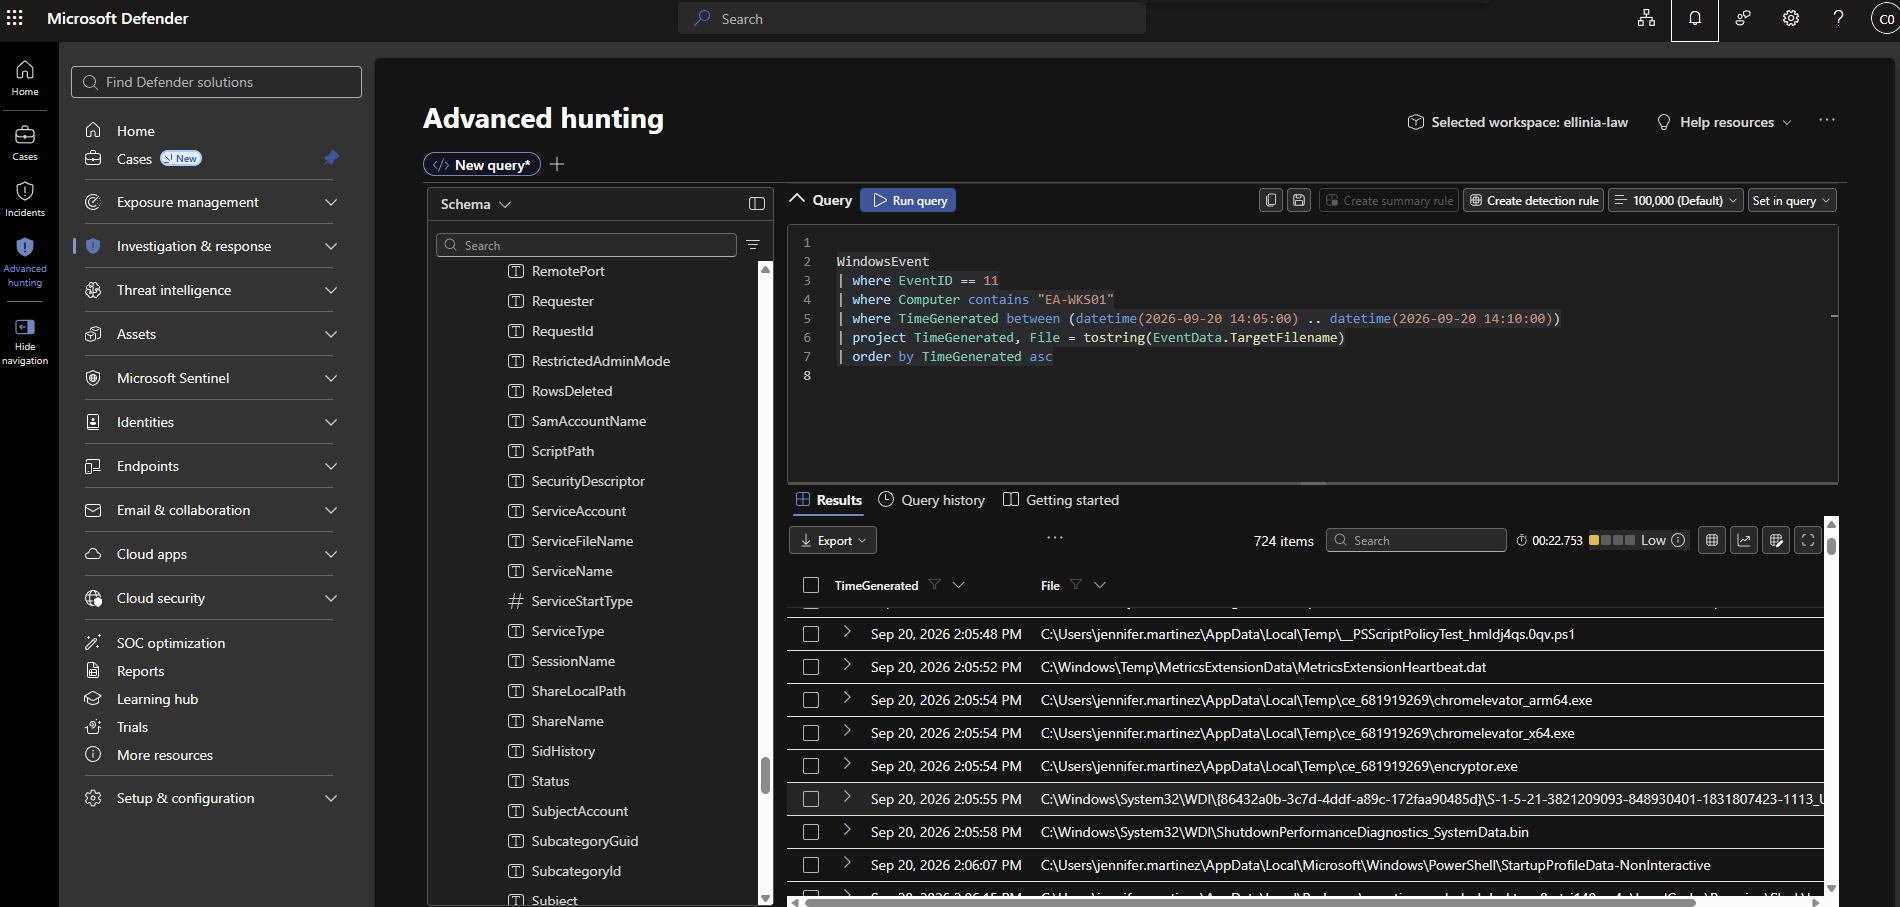 Microsoft Defender
Search
C0
Home
Cases
Incidents
Advanced
hunting
Hide
navigation
Find Defender solutions
Home
Cases New
Exposure management
Investigation & response
Threat intelligence
Assets
Microsoft Sentinel
Identities
Endpoints
Email & collaboration
Cloud apps
Cloud security
SOC optimization
Reports
Learning hub
Trials
More resources
Setup & configuration
Advanced hunting
Selected workspace: ellinia-law
Help resources
New query*
Schema
Search
RemotePort
Requester
RequestId
RestrictedAdminMode
RowsDeleted
SamAccountName
ScriptPath
SecurityDescriptor
ServiceAccount
ServiceFileName
ServiceName
ServiceStartType
ServiceType
SessionName
ShareLocalPath
ShareName
SidHistory
Status
SubjectAccount
SubcategoryGuid
SubcategoryId
Subject
Query
Run query
Create summary rule
Create detection rule
100,000 (Default)
Set in query
1
2 WindowsEvent
3 | where EventID == 11
4 | where Computer contains "EA-WKS01"
5 | where TimeGenerated between (datetime(2026-09-20 14:05:00) .. datetime(2026-09-20 14:10:00))
6 | project TimeGenerated, File = tostring(EventData.TargetFilename)
7 | order by TimeGenerated asc
8
Results
Query history
Getting started
Export
724 items
Search
00:22.753
Low
TimeGenerated File
Sep 20, 2026 2:05:48 PM C:\Users\jennifer.martinez\AppData\Local\Temp\__PSScriptPolicyTest_hmldj4qs.0qv.ps1
Sep 20, 2026 2:05:52 PM C:\Windows\Temp\MetricsExtensionData\MetricsExtensionHeartbeat.dat
Sep 20, 2026 2:05:54 PM C:\Users\jennifer.martinez\AppData\Local\Temp\ce_681919269\chromelevator_arm64.exe
Sep 20, 2026 2:05:54 PM C:\Users\jennifer.martinez\AppData\Local\Temp\ce_681919269\chromelevator_x64.exe
Sep 20, 2026 2:05:54 PM C:\Users\jennifer.martinez\AppData\Local\Temp\ce_681919269\encryptor.exe
Sep 20, 2026 2:05:55 PM C:\Windows\System32\WDI\{86432a0b-3c7d-4ddf-a89c-172faa90485d}\S-1-5-21-3821209093-848930401-1831807423-1113_
Sep 20, 2026 2:05:58 PM C:\Windows\System32\WDI\ShutdownPerformanceDiagnostics_SystemData.bin
Sep 20, 2026 2:06:07 PM C:\Users\jennifer.martinez\AppData\Local\Microsoft\Windows\PowerShell\StartupProfileData-NonInteractive